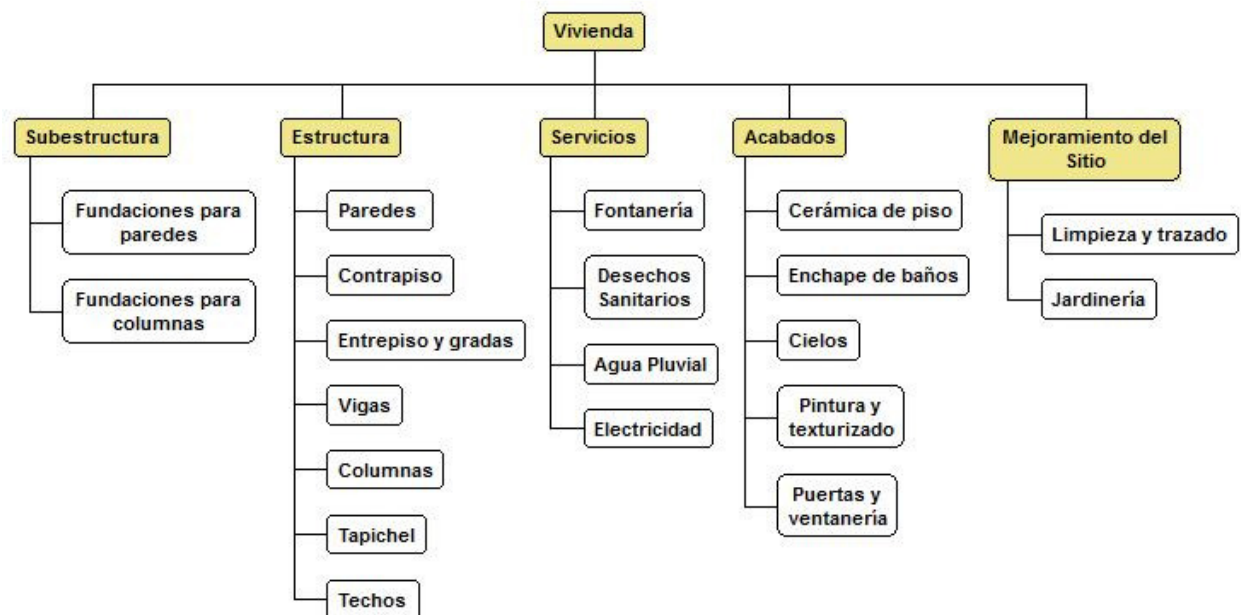 Vivienda
Subestructura
Fundaciones para
paredes
Fundaciones para
columnas
Estructura
Paredes
Contrapiso
Entrepiso y gradas
Vigas
Columnas
Tapichel
Techos
Servicios
Fontanería
Desechos
Sanitarios
Agua Pluvial
Electricidad
Acabados
Cerámica de piso
Enchape de baños
Cielos
Pintura y
texturizado
Puertas y
ventanería
Mejoramiento del
Sitio
Limpieza y trazado
Jardinería